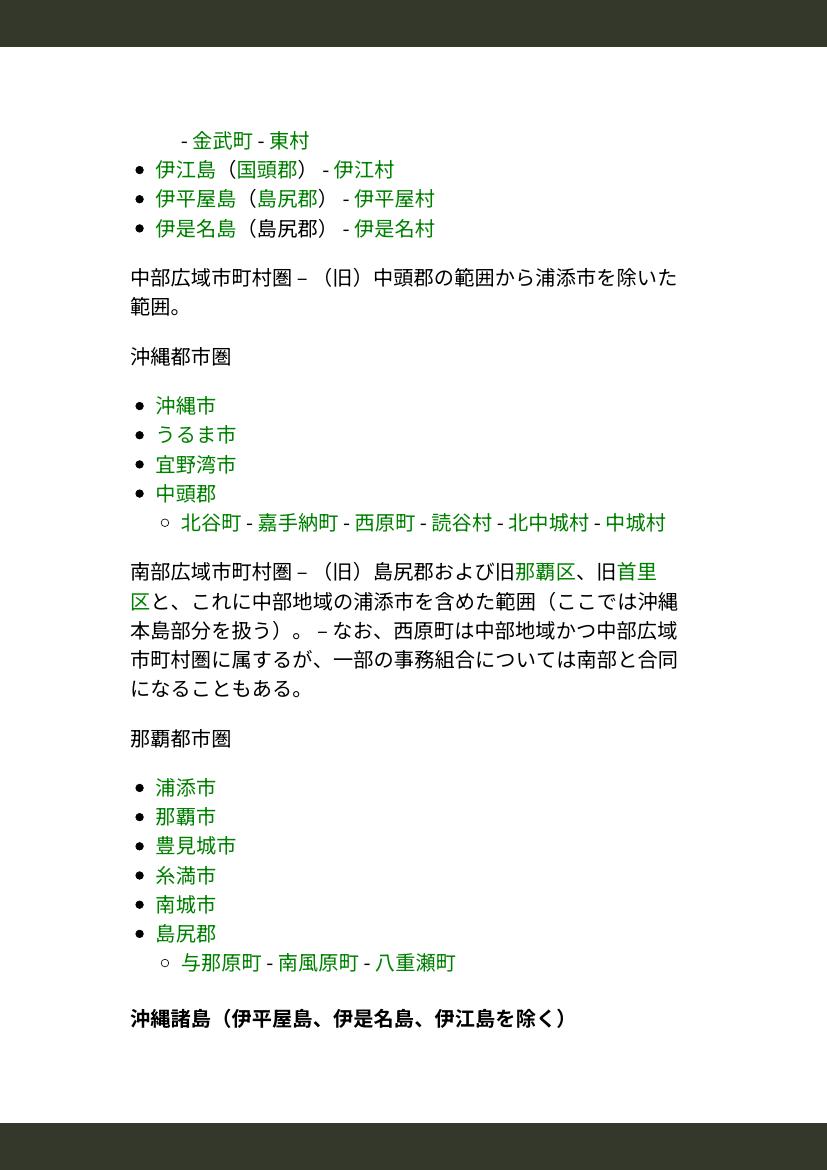 - 金武町 - 東村
• 伊江島（国頭郡） - 伊江村
• 伊平屋島（島尻郡） - 伊平屋村
• 伊是名島（島尻郡） - 伊是名村
中部広域市町村圏 – （旧）中頭郡の範囲から浦添市を除いた
範囲。
沖縄都市圏
• 沖縄市
• うるま市
• 宜野湾市
• 中頭郡
○ 北谷町 - 嘉手納町 - 西原町 - 読谷村 - 北中城村 - 中城村
南部広域市町村圏 – （旧）島尻郡および旧那覇区、旧首里
区と、これに中部地域の浦添市を含めた範囲（ここでは沖縄
本島部分を扱う）。 – なお、西原町は中部地域かつ中部広域
市町村圏に属するが、一部の事務組合については南部と合同
になることもある。
那覇都市圏
• 浦添市
• 那覇市
• 豊見城市
• 糸満市
• 南城市
• 島尻郡
○ 与那原町 - 南風原町 - 八重瀬町
沖縄諸島（伊平屋島、伊是名島、伊江島を除く）